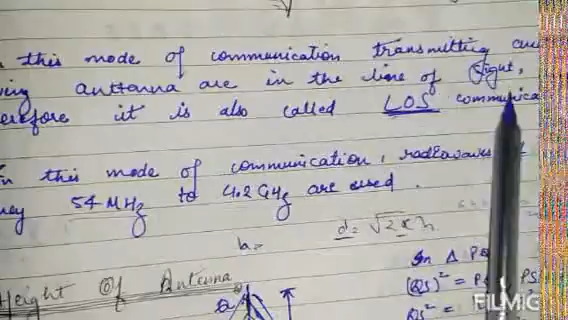 this mode of communication transmitting
anttanna are in the line of sight,
it is also called LOS communica
this mode of communication, radiowaves
54 MHz to 4.2 GHz are used.
d = √2Rh
h =
In Δ
Height Of Antenna
(QS)² = P
PS
QS² =
FILMIG